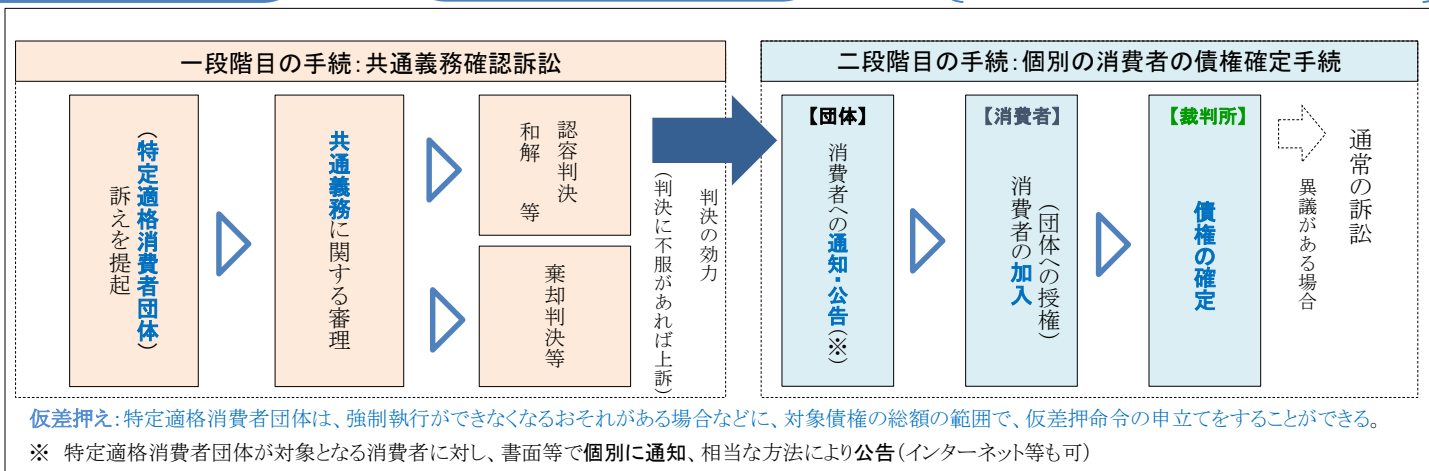 一段階目の手続:共通義務確認訴訟
(特定適格消費者団体)
訴えを提起
共通義務に関する審理
認容判決
和解 等
棄却判決等
判決の効力
(判決に不服があれば上訴)
二段階目の手続:個別の消費者の債権確定手続
【団体】
消費者への通知・公告(※)
【消費者】
(団体への授権)
消費者の加入
【裁判所】
債権の確定
通常の訴訟
異議がある場合
仮差押え:特定適格消費者団体は、強制執行ができなくなるおそれがある場合などに、対象債権の総額の範囲で、仮差押命令の申立てをすることができる。
※ 特定適格消費者団体が対象となる消費者に対し、書面等で個別に通知、相当な方法により公告(インターネット等も可)